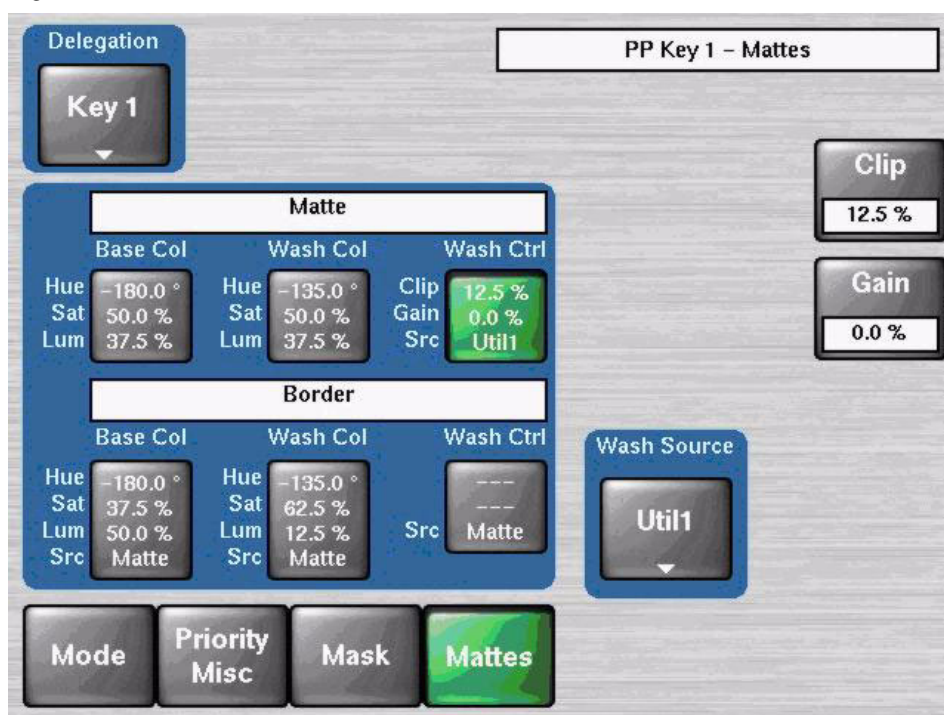 Delegation
PP Key 1 – Mattes
Key 1
Clip
12.5 %
Matte
Base Col Wash Col Wash Ctrl
Hue -180.0 ° Hue -135.0 ° Clip 12.5 %
Sat 50.0 % Sat 50.0 % Gain 0.0 %
Lum 37.5 % Lum 37.5 % Src Util1
Gain
0.0 %
Border
Base Col Wash Col Wash Ctrl
Hue -180.0 ° Hue -135.0 ° ---
Sat 37.5 % Sat 62.5 % ---
Lum 50.0 % Lum 12.5 % Src Matte
Src Matte Src Matte
Wash Source
Util1
Mode Priority Misc Mask Mattes